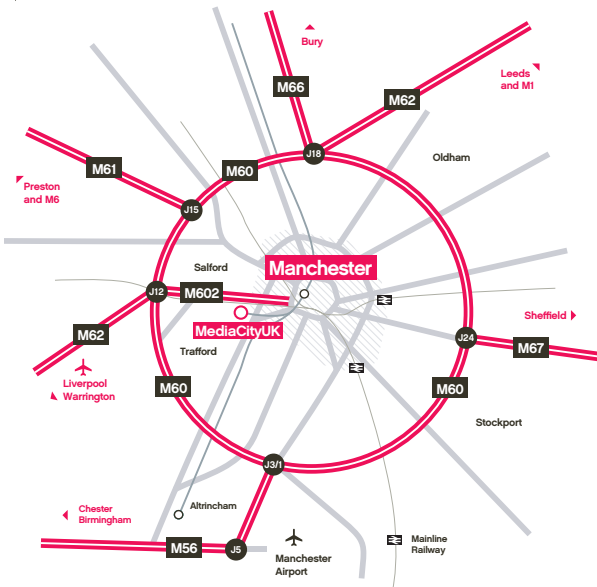 Bury
Leeds
and M1
M66
M62
Oldham
J18
M61
M60
Preston
and M6
J15
Salford
Manchester
J12
M602
MediaCityUK
Sheffield
M62
Trafford
J24
M67
Liverpool
Warrington
M60
M60
Stockport
J3/1
Chester
Birmingham
Altrincham
M56
J5
Manchester
Airport
Mainline
Railway